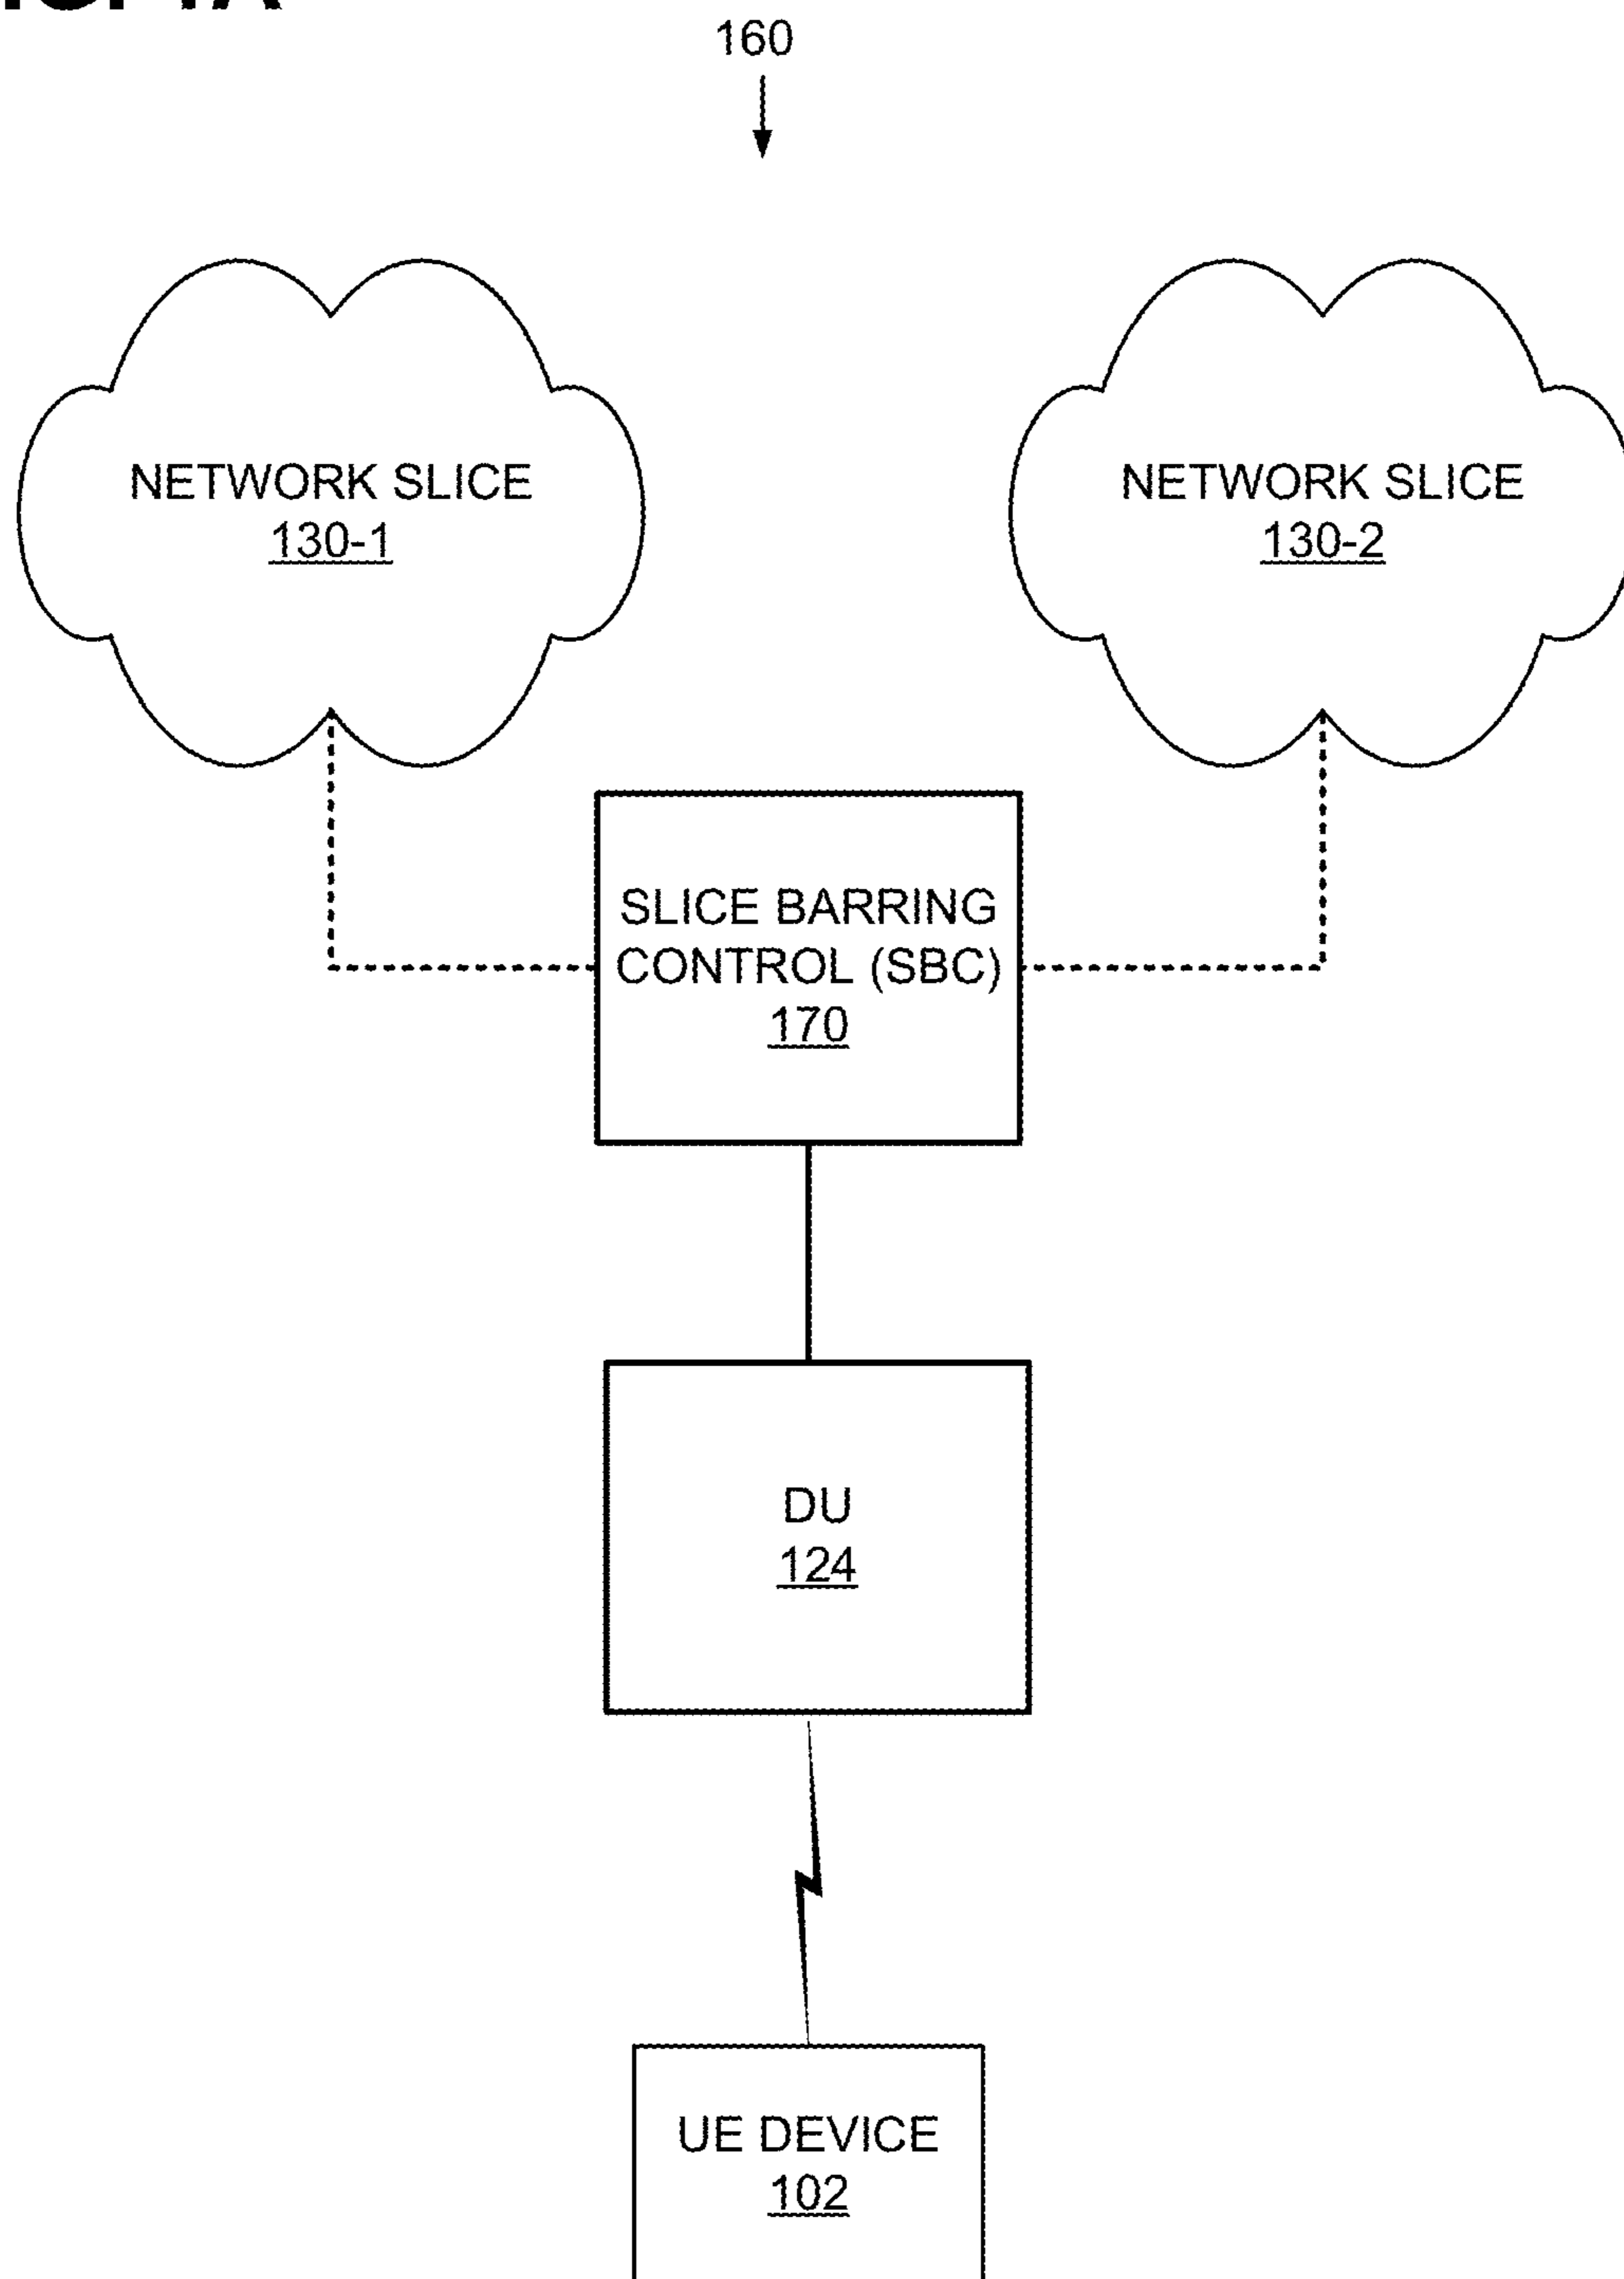 160
NETWORK SLICE
130-1
NETWORK SLICE
130-2
SLICE BARRING
CONTROL (SBC)
170
DU
124
UE DEVICE
102